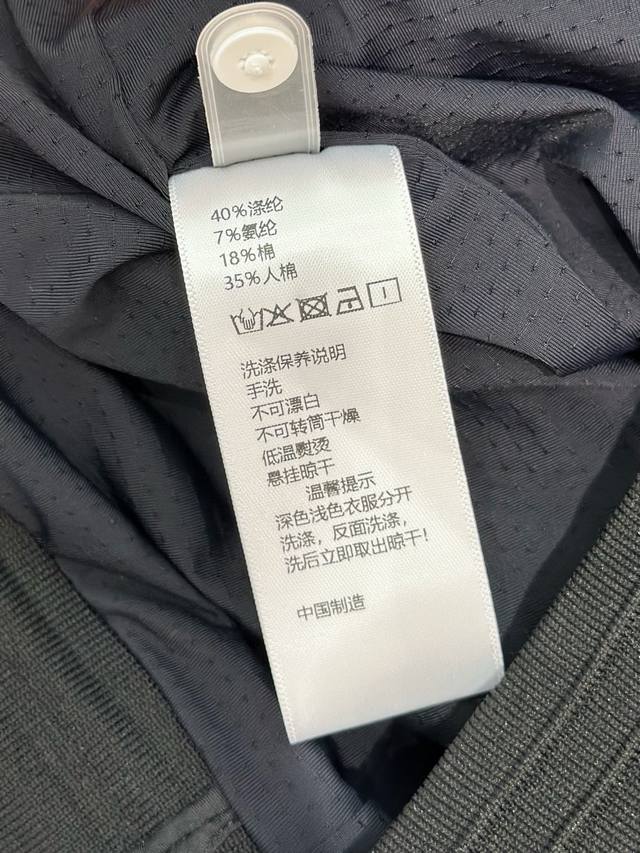 40%涤纶
7%氨纶
18%棉
35%人棉
洗涤保养说明
手洗
不可漂白
不可转筒干燥
低温熨烫
悬挂晾干
温馨提示
深色浅色衣服分开
洗涤，反面洗涤，
洗后立即取出晾干！
中国制造